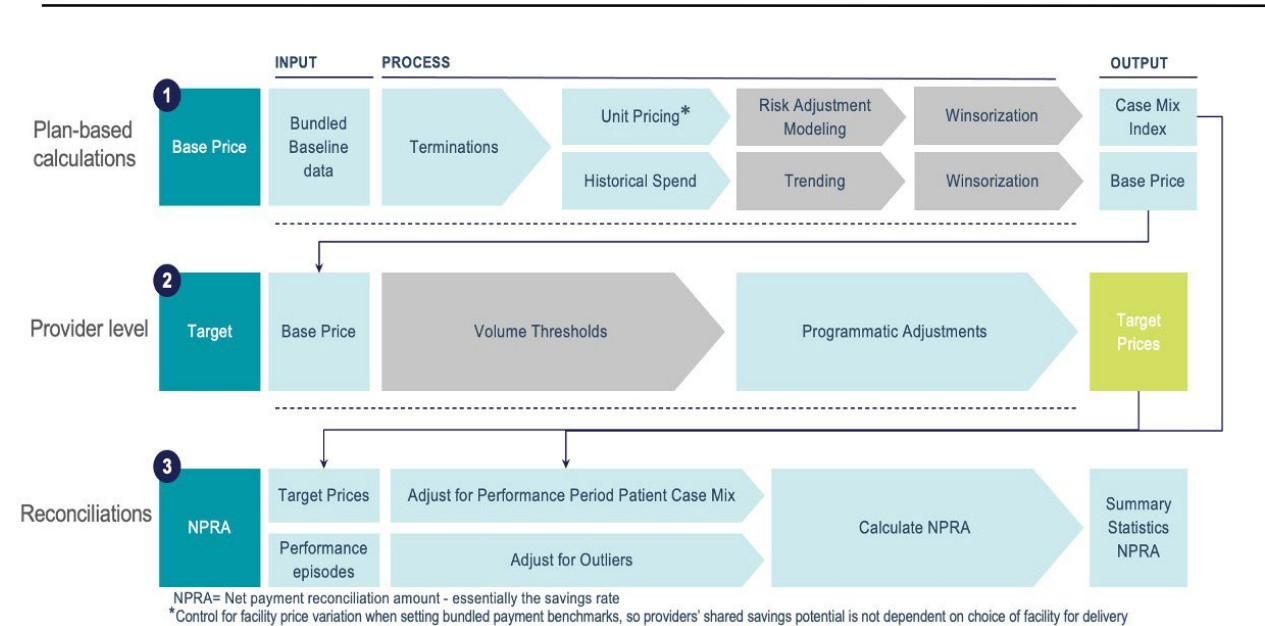 INPUT
PROCESS
OUTPUT
Plan-based
calculations
1
Base Price
Bundled
Baseline
data
Terminations
Unit Pricing*
Risk Adjustment
Modeling
Winsorization
Case Mix
Index
Historical Spend
Trending
Winsorization
Base Price
Provider level
2
Target
Base Price
Volume Thresholds
Programmatic Adjustments
Target
Prices
Reconciliations
3
NPRA
Target Prices
Adjust for Performance Period Patient Case Mix
Performance
episodes
Adjust for Outliers
Calculate NPRA
Summary
Statistics
NPRA
NPRA= Net payment reconciliation amount - essentially the savings rate
*Control for facility price variation when setting bundled payment benchmarks, so providers' shared savings potential is not dependent on choice of facility for delivery